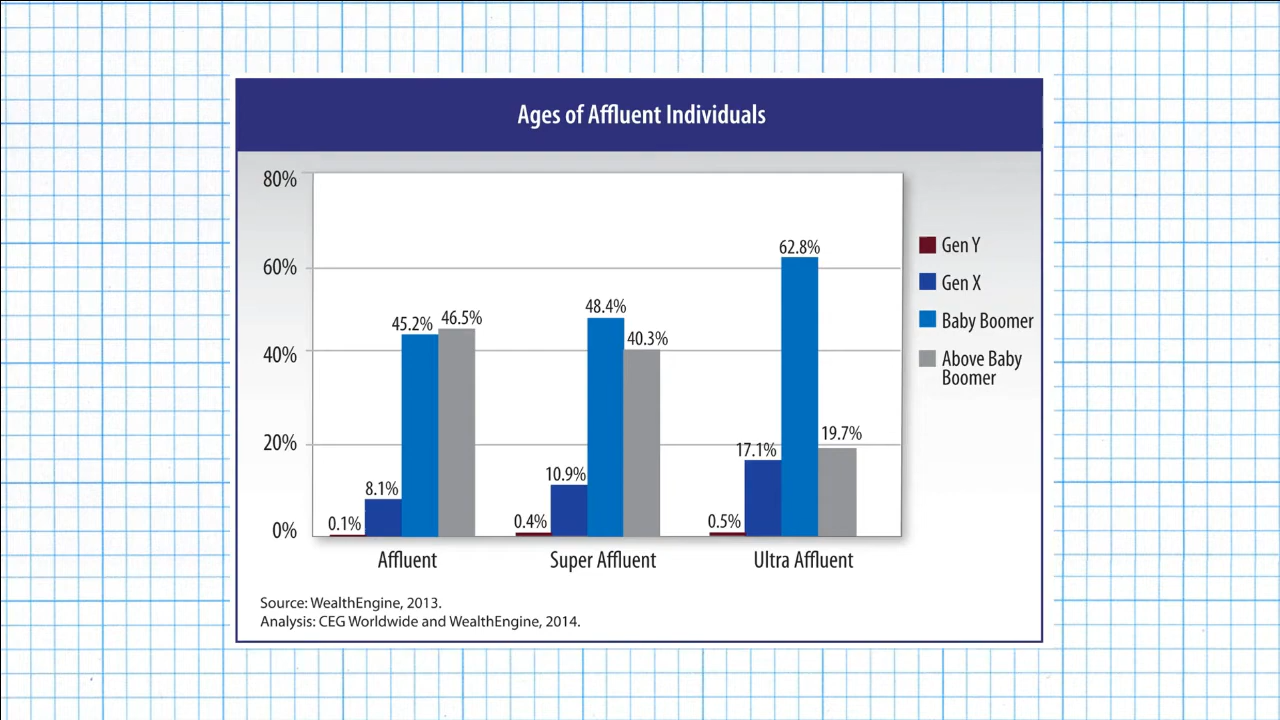 Ages of Affluent Individuals
80%
60%
40%
20%
0%
0.1%
8.1%
45.2%
46.5%
0.4%
10.9%
48.4%
40.3%
0.5%
17.1%
62.8%
19.7%
Affluent
Super Affluent
Ultra Affluent
Gen Y
Gen X
Baby Boomer
Above Baby
Boomer
Source: WealthEngine, 2013.
Analysis: CEG Worldwide and WealthEngine, 2014.